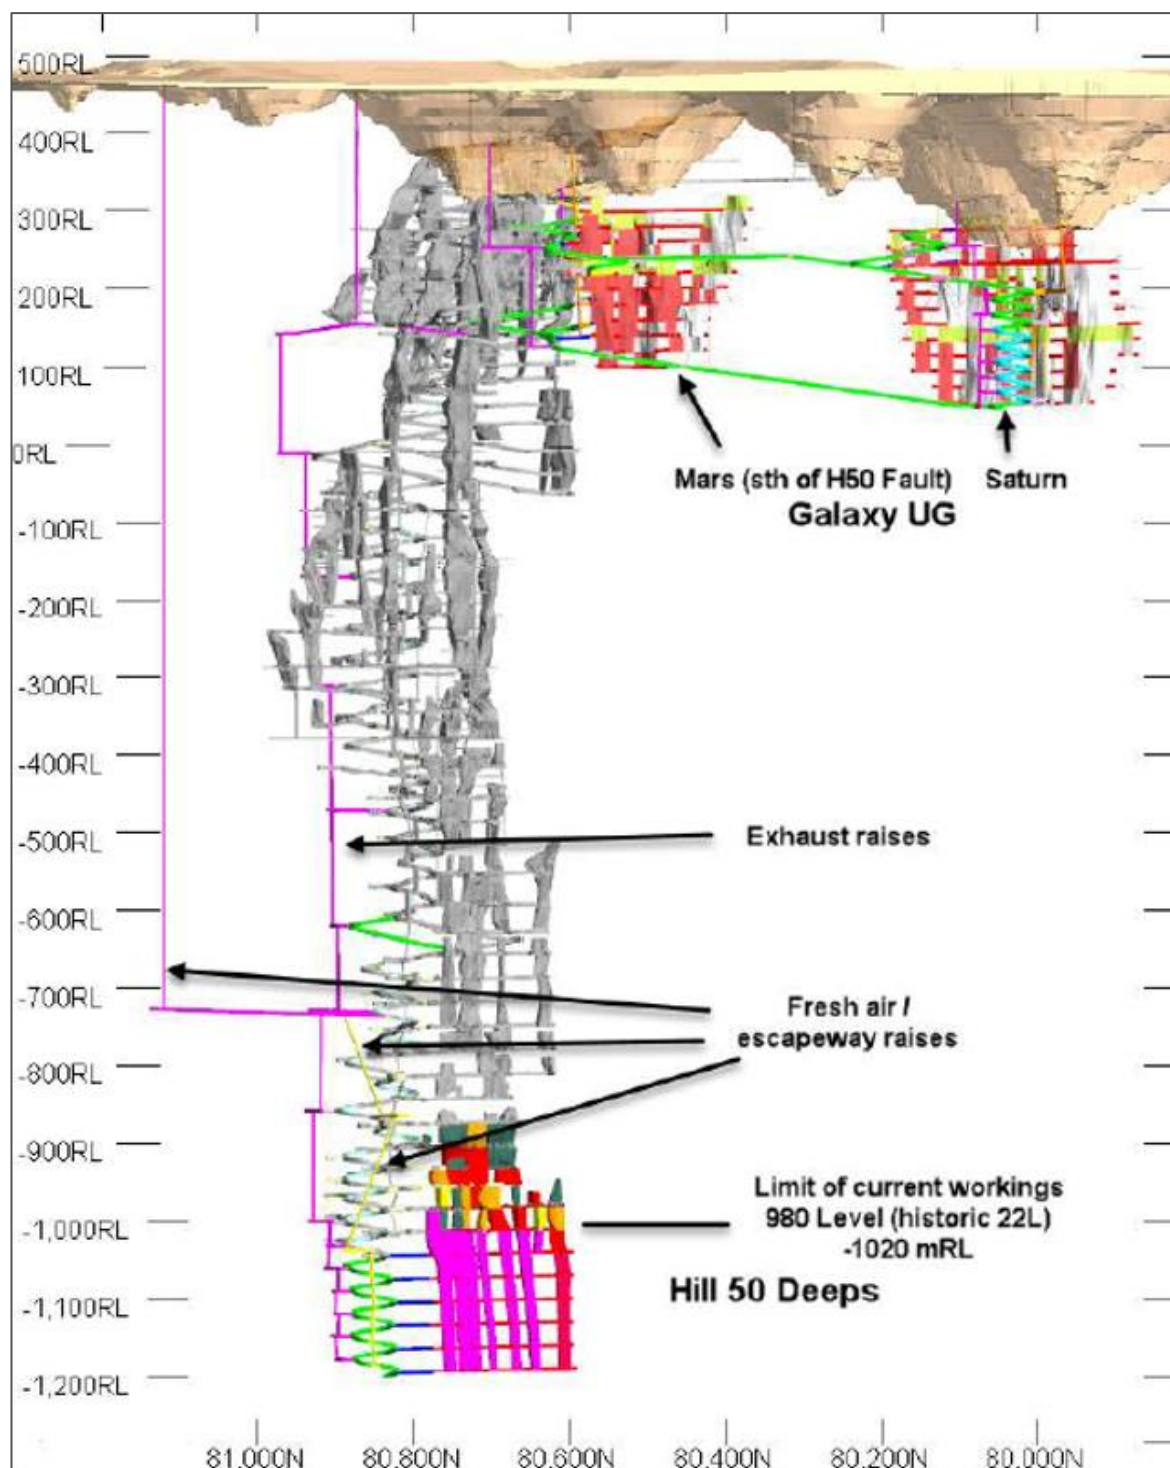 500RL
400RL
300RL
200RL
100RL
0RL
-100RL
-200RL
-300RL
-400RL
-500RL
-600RL
-700RL
-800RL
-900RL
-1,000RL
-1,100RL
-1,200RL
Mars (sth of H50 Fault)
Saturn
Galaxy UG
Exhaust raises
Fresh air /
escapeway raises
Limit of current workings
980 Level (historic 22L)
-1020 mRL
Hill 50 Deeps
81.000N
80.800N
80.600N
80.400N
80.200N
80.000N